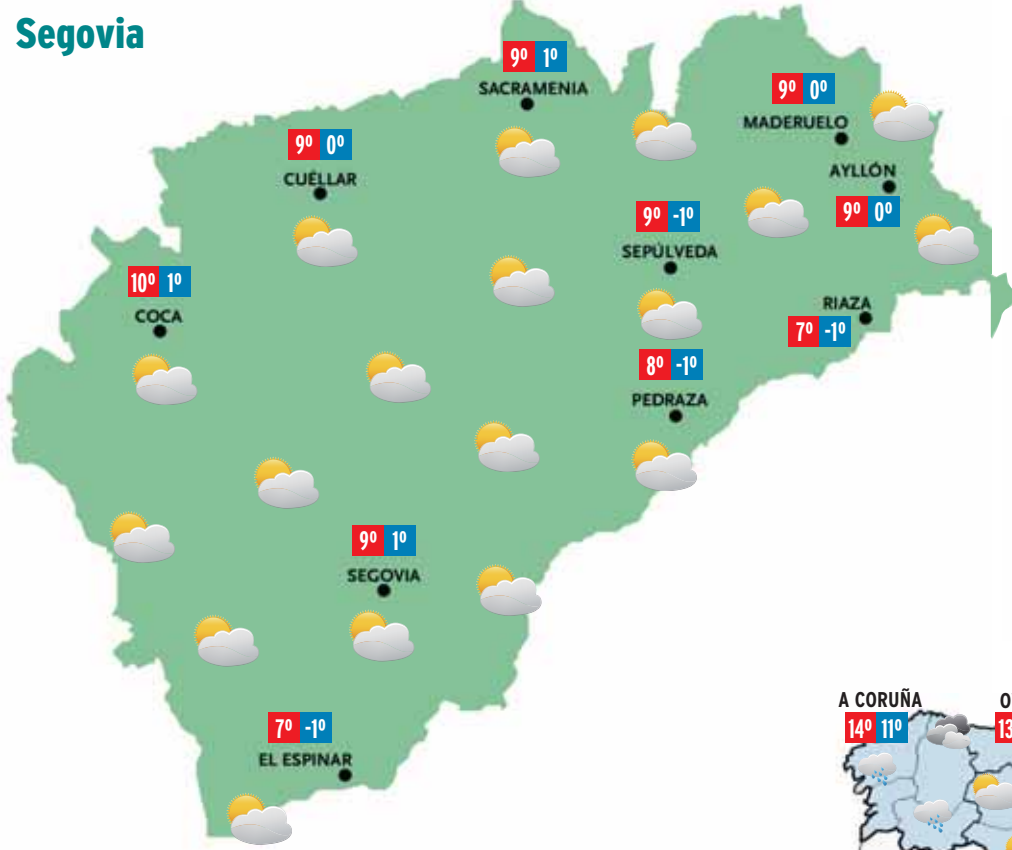 Segovia
9º 1º
SACRAMENIA
9º 0º
MADERUELO
9º 0º
CUÉLLAR
AYLLÓN
9º 0º
9º -1º
SEPÚLVEDA
10º 1º
COCA
RIAZA
7º -1º
8º -1º
PEDRAZA
9º 1º
SEGOVIA
7º -1º
EL ESPINAR
A CORUÑA
14º 11º
O
13